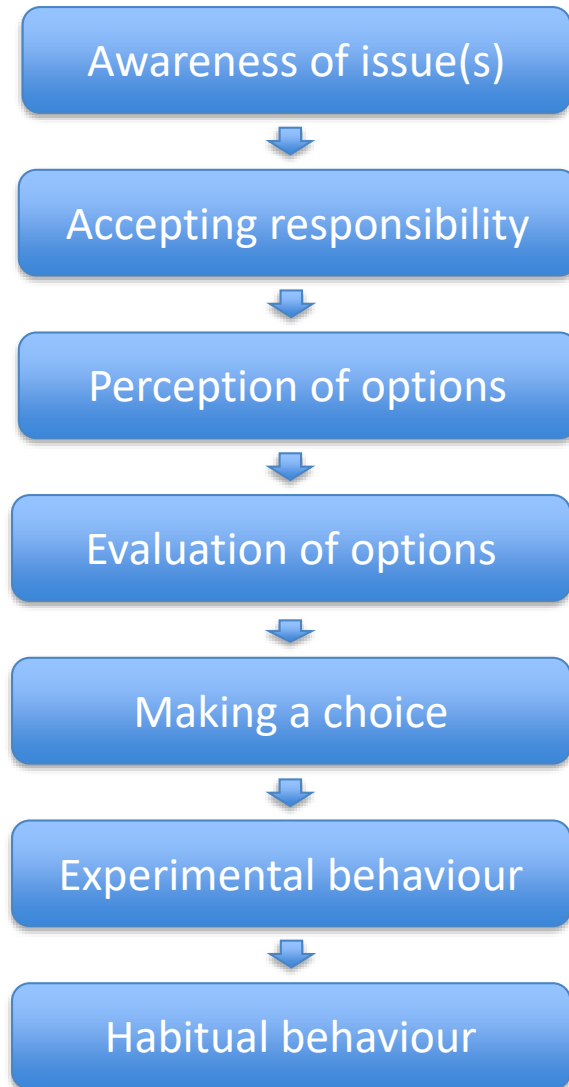 Awareness of issue(s)
Accepting responsibility
Perception of options
Evaluation of options
Making a choice
Experimental behaviour
Habitual behaviour